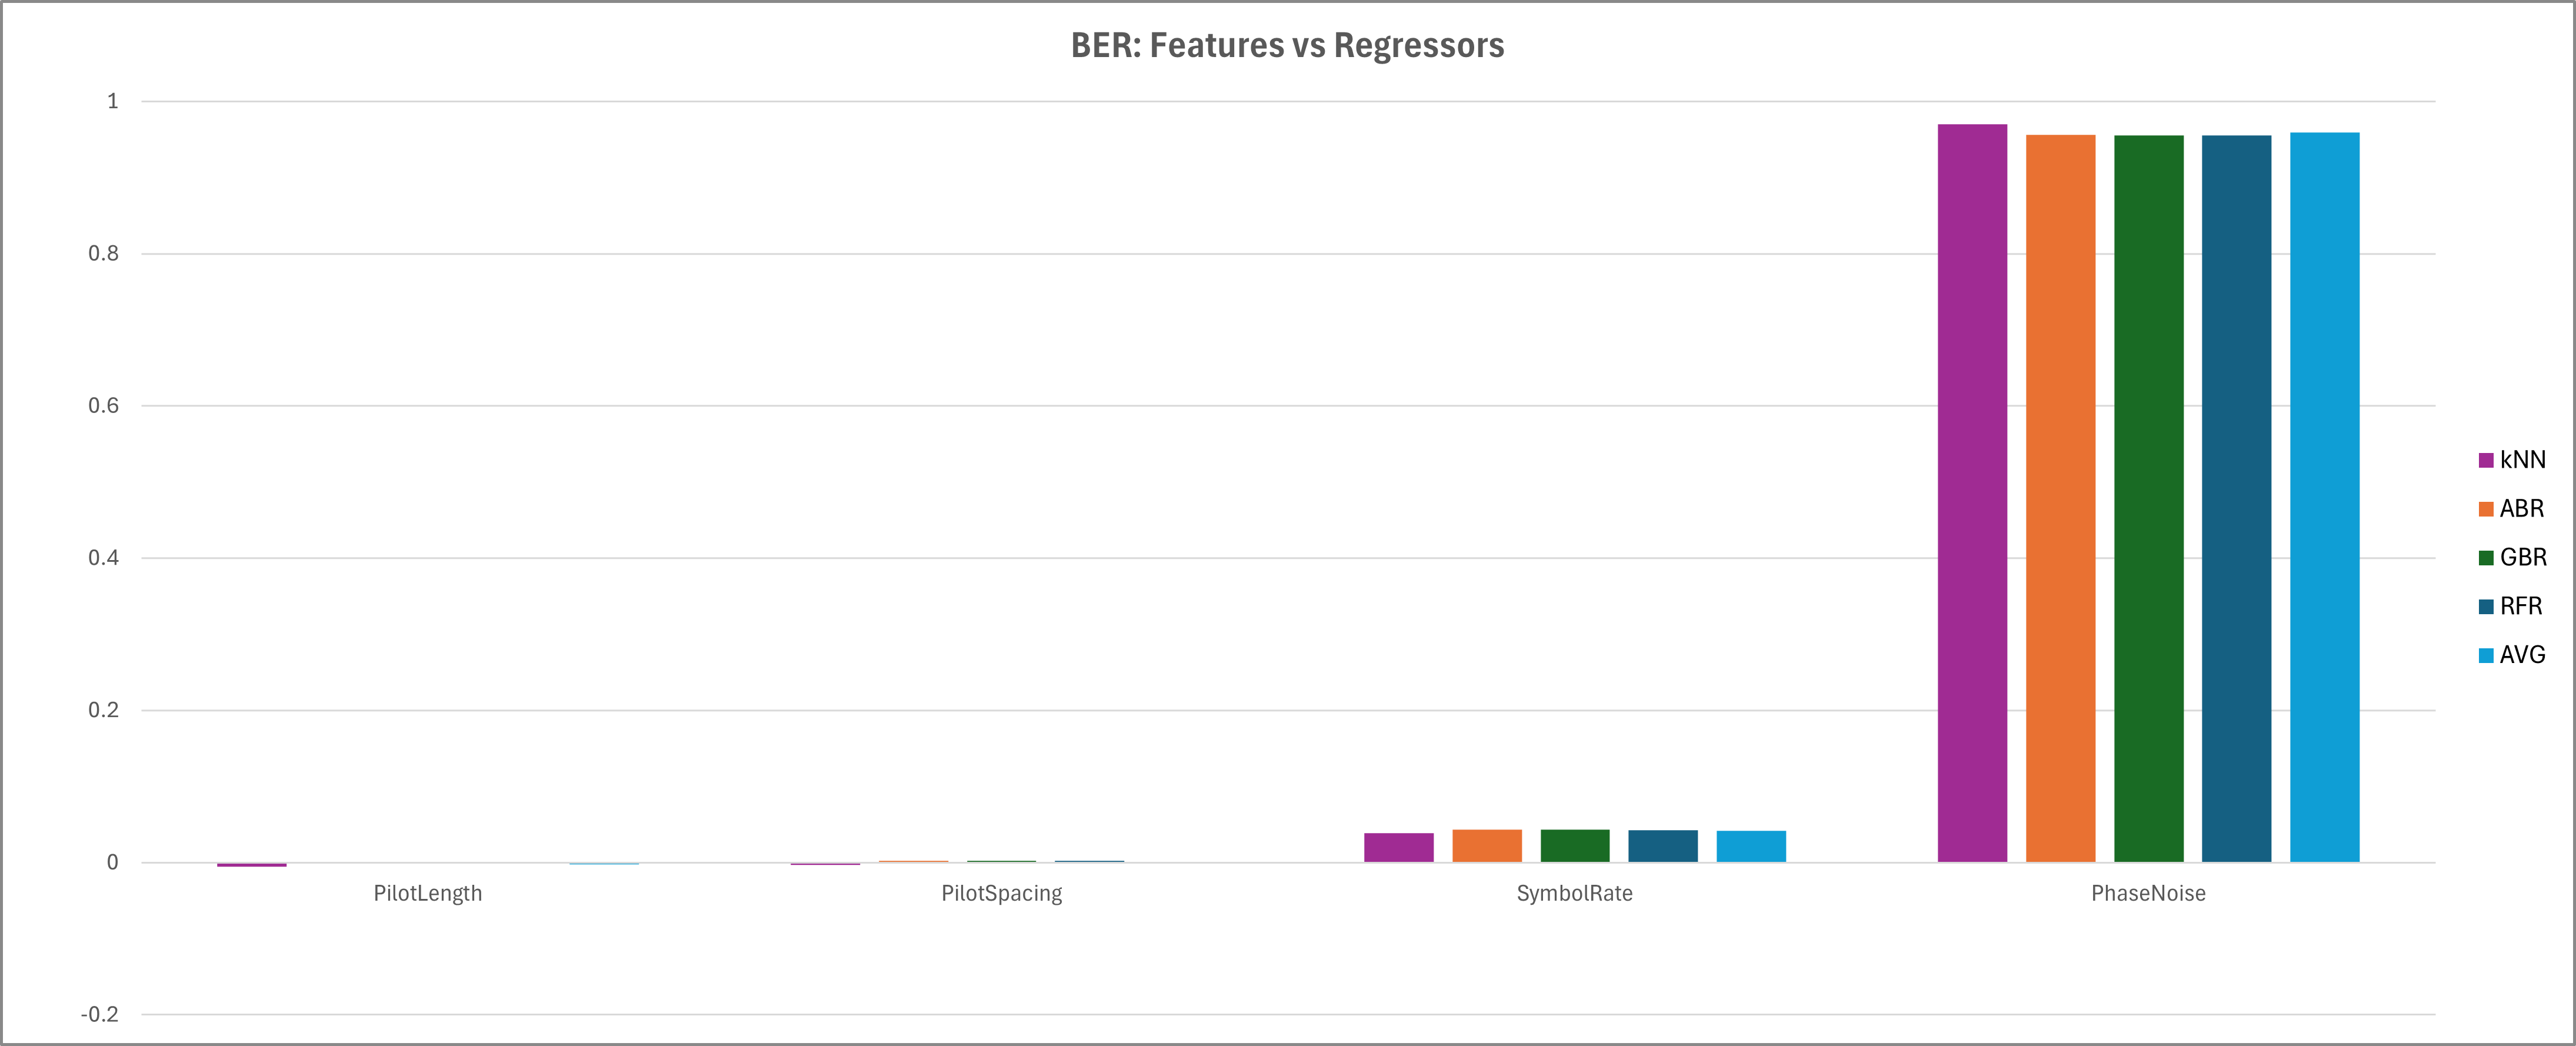 BER: Features vs Regressors
1
0.8
0.6
0.4
0.2
0
-0.2
PilotLength
PilotSpacing
SymbolRate
PhaseNoise
kNN
ABR
GBR
RFR
AVG